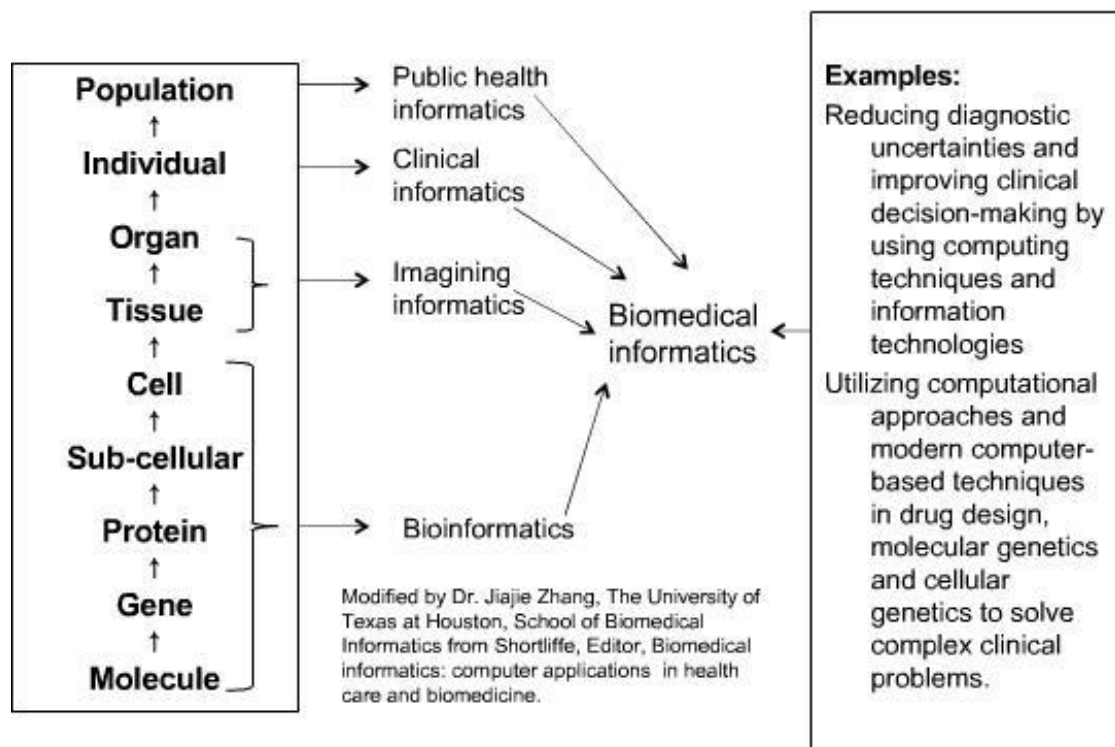 Population
↑
Individual
↑
Organ
↑
Tissue
↑
Cell
↑
Sub-cellular
↑
Protein
↑
Gene
↑
Molecule
Public health
informatics
Clinical
informatics
Imagining
informatics
Bioinformatics
Biomedical
informatics
Modified by Dr. Jiajie Zhang, The University of
Texas at Houston, School of Biomedical
Informatics from Shortliffe, Editor, Biomedical
informatics: computer applications in health
care and biomedicine.
Examples:
Reducing diagnostic
uncertainties and
improving clinical
decision-making by
using computing
techniques and
information
technologies
Utilizing computational
approaches and
modern computer-
based techniques
in drug design,
molecular genetics
and cellular
genetics to solve
complex clinical
problems.